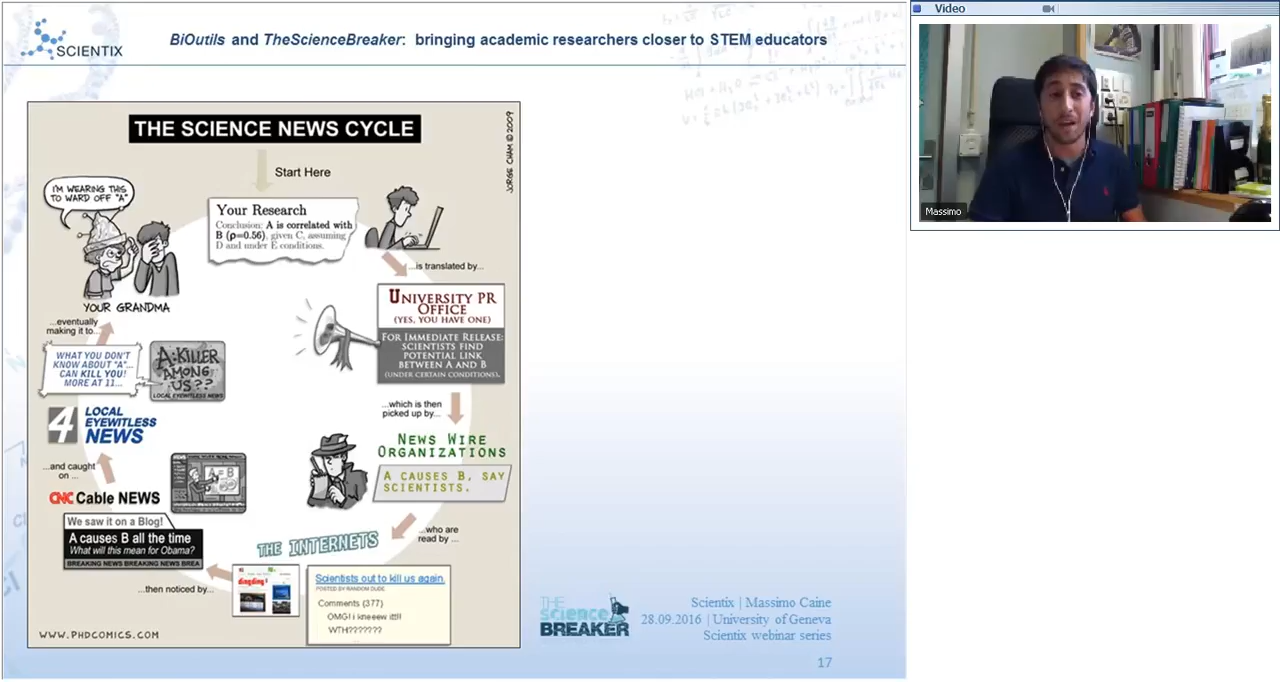 SCIENTIX
BiOutils and TheScienceBreaker: bringing academic researchers closer to STEM educators
THE SCIENCE NEWS CYCLE
JORGE CHAM © 2009
Start Here
Your Research
Conclusion: A is correlated with
B (ρ=0.56), given C, assuming
D and under E conditions.
...is translated by...
UNIVERSITY PR
OFFICE
(YES, YOU HAVE ONE)
FOR IMMEDIATE RELEASE:
SCIENTISTS FIND
POTENTIAL LINK
BETWEEN A AND B
(UNDER CERTAIN CONDITIONS).
...which is then
picked up by...
NEWS WIRE
ORGANIZATIONS
A CAUSES B, SAY
SCIENTISTS.
...who are
read by ...
THE INTERNETS
Scientists out to kill us again.
POSTED BY RANDOM DUDE
Comments (377)
OMG! i kneeew it!!!
WTH???????
...then noticed by...
We saw it on a Blog!
A causes B all the time
What will this mean for Obama?
BREAKING NEWS BREAKING NEWS BREA
CNC Cable NEWS
A = B
...and caught
on ...
4 LOCAL
EYEWITLESS
NEWS
WHAT YOU DON'T
KNOW ABOUT "A"...
CAN KILL YOU!
MORE AT 11...
A: KILLER
AMONG
US??
LOCAL EYEWITLESS NEWS
...eventually
making it to...
YOUR GRANDMA
I'M WEARING THIS
TO WARD OFF "A"
WWW.PHDCOMICS.COM
THE
science
BREAKER
Scientix | Massimo Caine
28.09.2016 | University of Geneva
Scientix webinar series
17
Video
Massimo